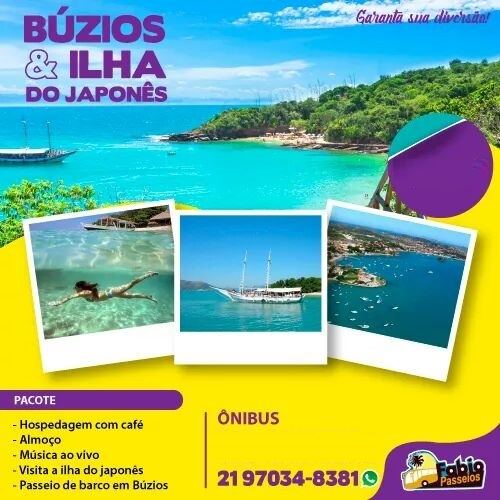 BÚZIOS
& ILHA
DO JAPONÊS
Garanta sua diversão!
PACOTE
- Hospedagem com café
- Almoço
- Música ao vivo
- Visita a ilha do japonês
- Passeio de barco em Búzios
ÔNIBUS
21 97034-8381
Fabio
Passeios